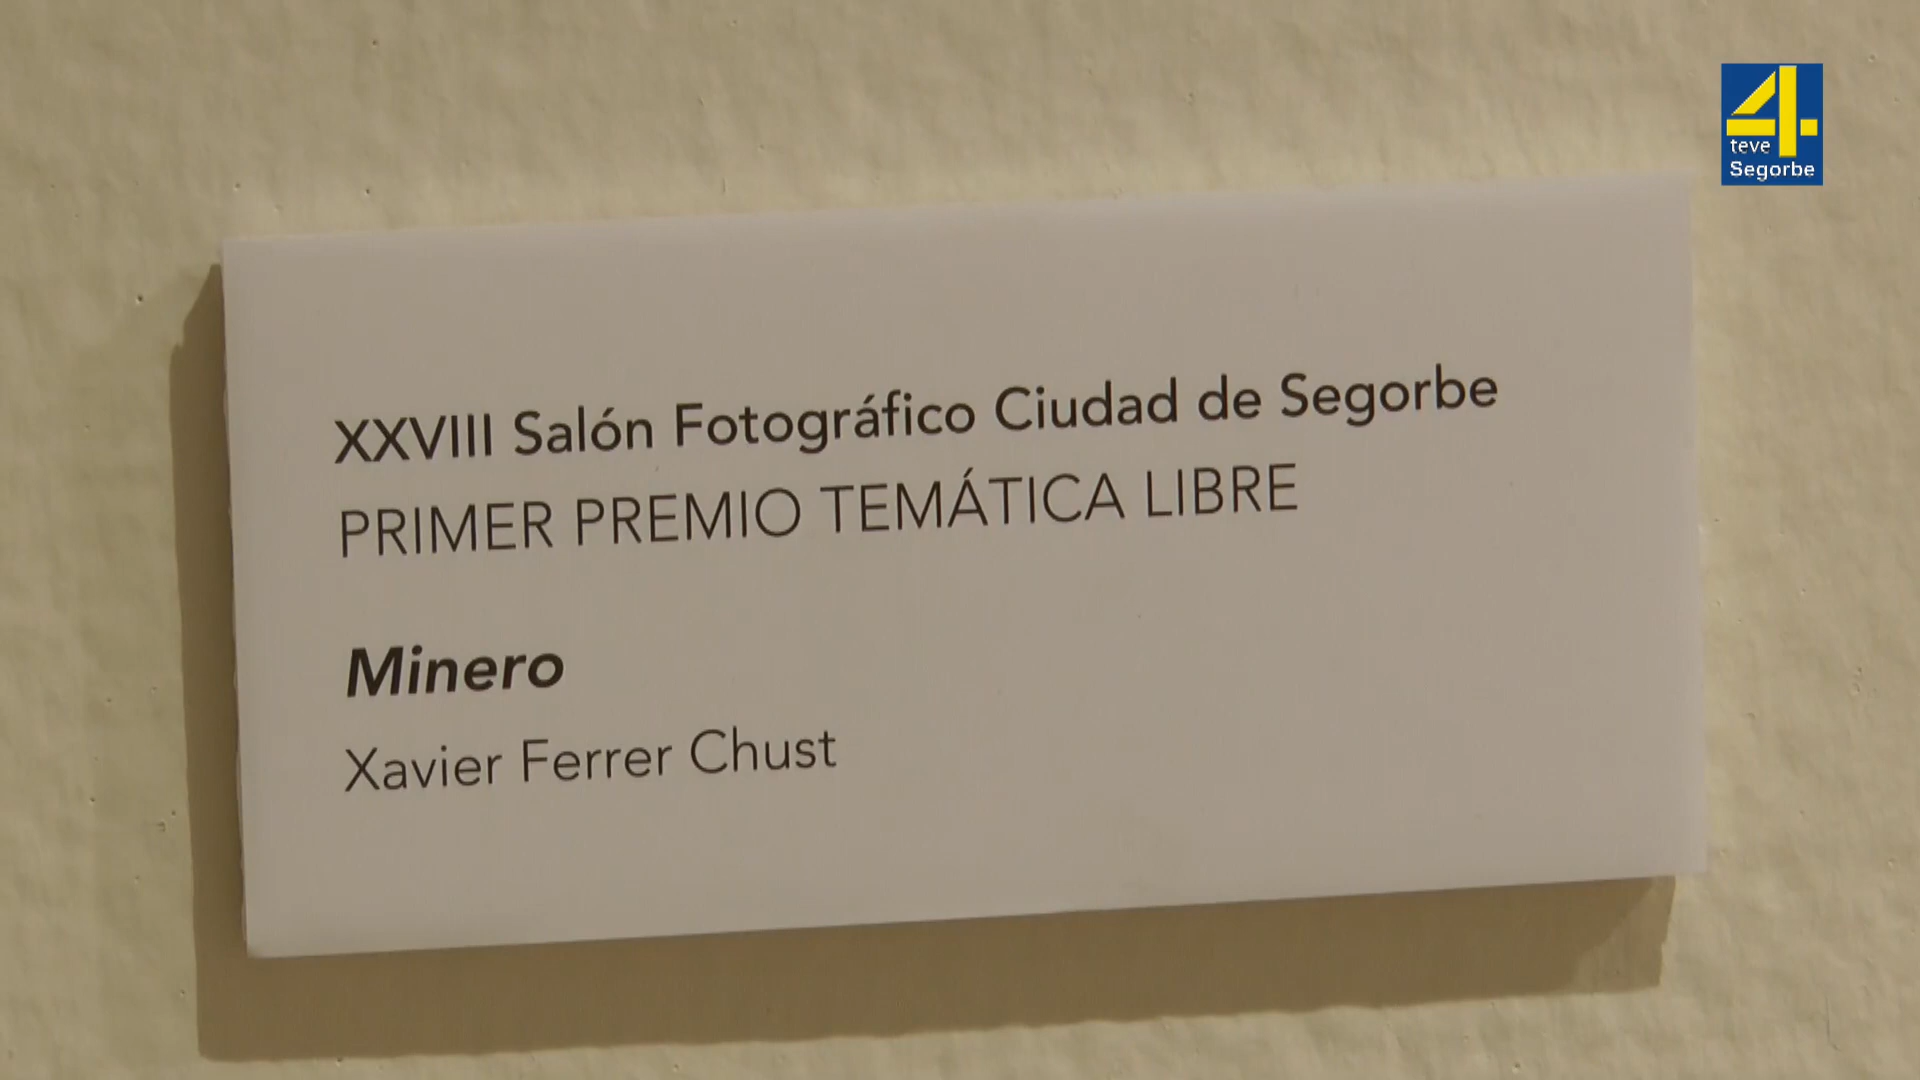 4
teve
Segorbe
XXVIII Salón Fotográfico Ciudad de Segorbe
PRIMER PREMIO TEMÁTICA LIBRE
Minero
Xavier Ferrer Chust